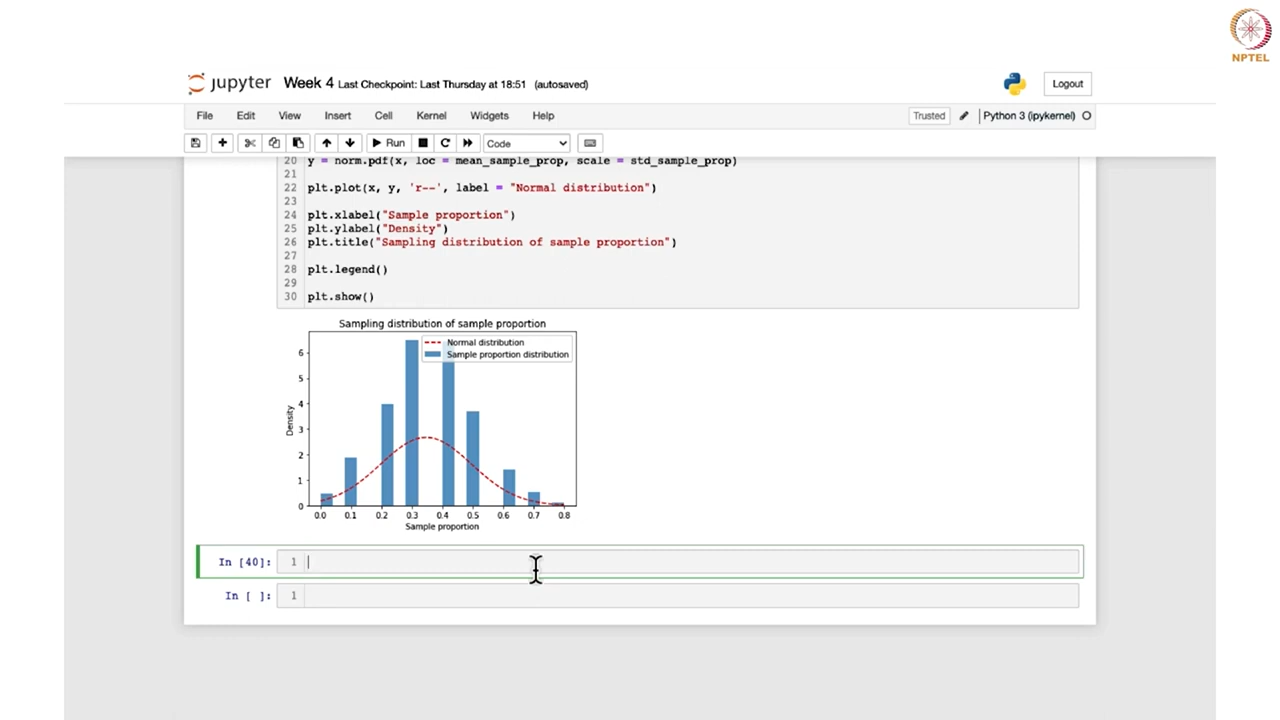 NPTEL
jupyter Week 4 Last Checkpoint: Last Thursday at 18:51 (autosaved)
Logout
File Edit View Insert Cell Kernel Widgets Help
Trusted Python 3 (ipykernel)
Run Code
20 y = norm.pdf(x, loc = mean_sample_prop, scale = std_sample_prop)
21
22 plt.plot(x, y, 'r--', label = "Normal distribution")
23
24 plt.xlabel("Sample proportion")
25 plt.ylabel("Density")
26 plt.title("Sampling distribution of sample proportion")
27
28 plt.legend()
29
30 plt.show()
Sampling distribution of sample proportion
Normal distribution
Sample proportion distribution
6
5
4
3
2
1
0
Density
0.0 0.1 0.2 0.3 0.4 0.5 0.6 0.7 0.8
Sample proportion
In [40]: 1
In [ ]: 1